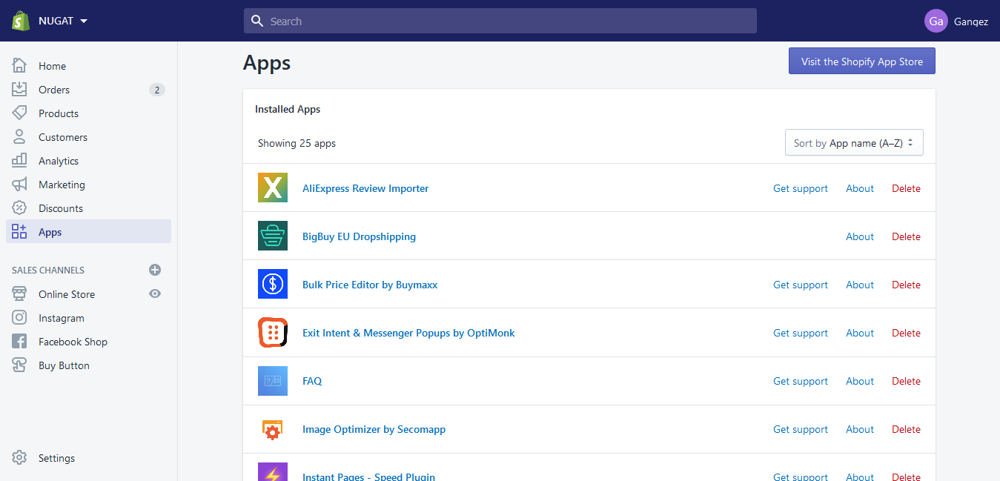 NUGAT
Search
Ga
Gangez
Home
Orders
2
Products
Customers
Analytics
Marketing
Discounts
Apps
SALES CHANNELS
Online Store
Instagram
Facebook Shop
Buy Button
Settings
Apps
Visit the Shopify App Store
Installed Apps
Showing 25 apps
Sort by App name (A–Z)
AliExpress Review Importer Get support About Delete
BigBuy EU Dropshipping About Delete
Bulk Price Editor by Buymaxx Get support About Delete
Exit Intent & Messenger Popups by OptiMonk Get support About Delete
FAQ Get support About Delete
Image Optimizer by Secomapp Get support About Delete
Instant Pages - Speed Plugin Get support About Delete